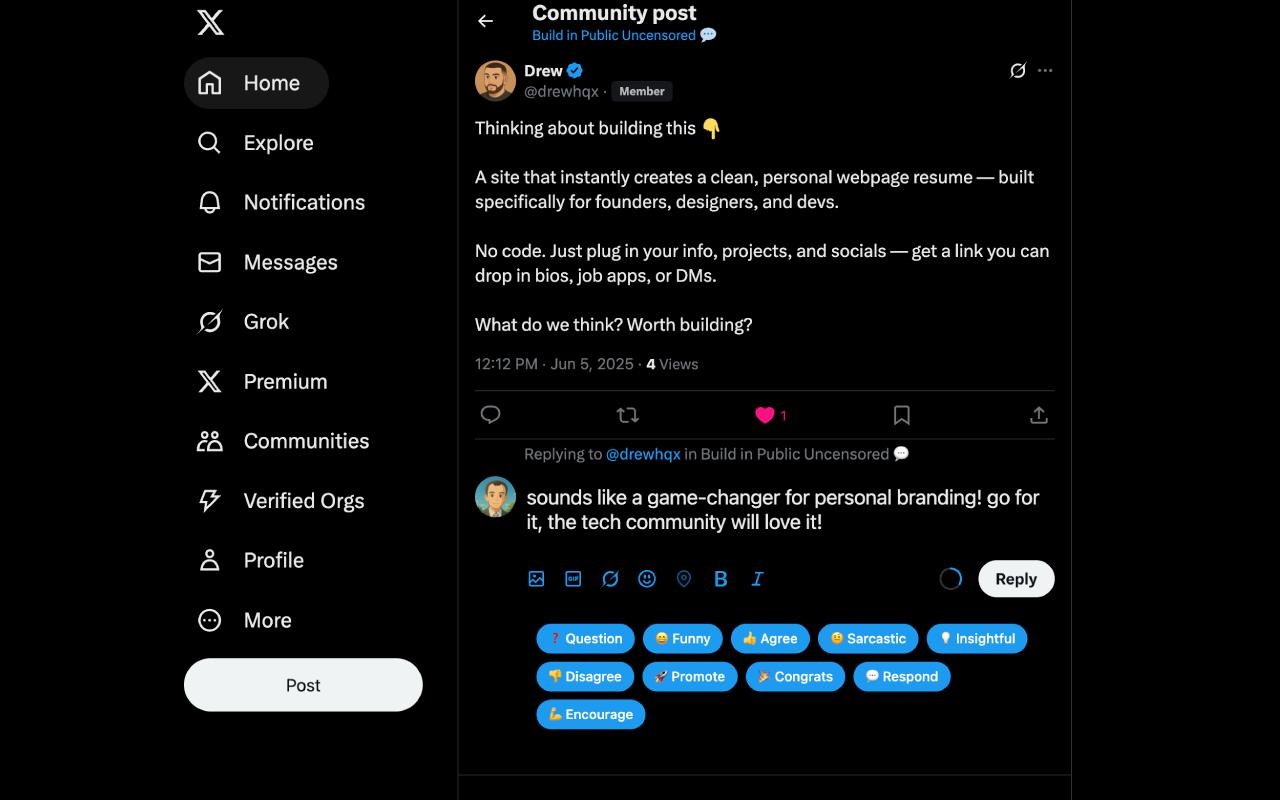 Community post
Build in Public Uncensored 💬
Home
Explore
Notifications
Messages
Grok
Premium
Communities
Verified Orgs
Profile
More
Post
Drew
@drewhqx · Member
Thinking about building this 👇
A site that instantly creates a clean, personal webpage resume — built
specifically for founders, designers, and devs.
No code. Just plug in your info, projects, and socials — get a link you can
drop in bios, job apps, or DMs.
What do we think? Worth building?
12:12 PM · Jun 5, 2025 · 4 Views
1
Replying to @drewhqx in Build in Public Uncensored 💬
sounds like a game-changer for personal branding! go for
it, the tech community will love it!
GIF
B I
Reply
❓ Question 😄 Funny 👍 Agree 😏 Sarcastic 💡 Insightful
👎 Disagree 🚀 Promote 🎉 Congrats 💬 Respond
💪 Encourage